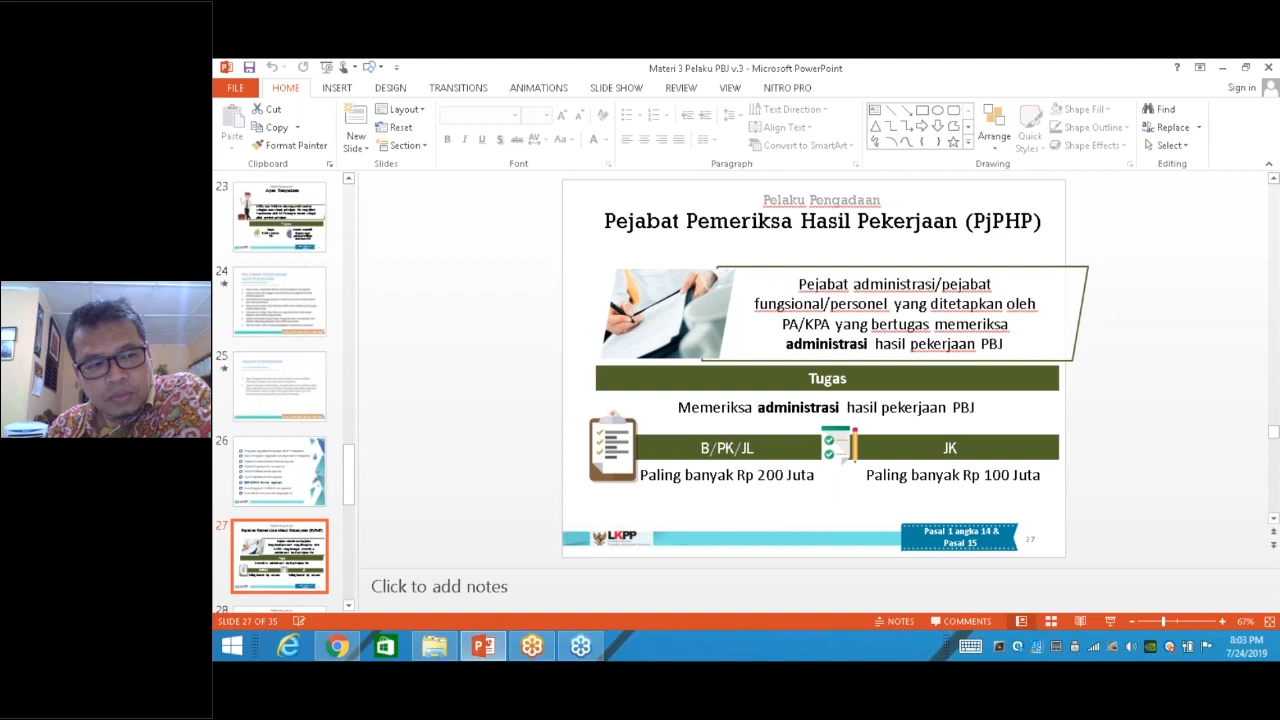 Materi 3 Pelaku PBJ v.3 - Microsoft PowerPoint
Sign in
FILE HOME INSERT DESIGN TRANSITIONS ANIMATIONS SLIDE SHOW REVIEW VIEW NITRO PRO
Paste
Cut
Copy
Format Painter
Clipboard
New Slide
Layout
Reset
Section
Slides
Font
Text Direction
Align Text
Convert to SmartArt
Paragraph
Arrange
Quick Styles
Shape Fill
Shape Outline
Shape Effects
Drawing
Find
Replace
Select
Editing
23
24
25
26
27
28
Pelaku Pengadaan
Pejabat Pemeriksa Hasil Pekerjaan (PjPHP)
Pejabat administrasi/pejabat
fungsional/personel yang ditetapkan oleh
PA/KPA yang bertugas memeriksa
administrasi hasil pekerjaan PBJ
Tugas
Memeriksa administrasi hasil pekerjaan PBJ
B/PK/JL
JK
Paling banyak Rp 200 Juta
Paling banyak Rp 100 Juta
LKPP
Pasal 1 angka 14 &
Pasal 15
27
Click to add notes
SLIDE 27 OF 35
NOTES
COMMENTS
67%
8:03 PM
7/24/2019